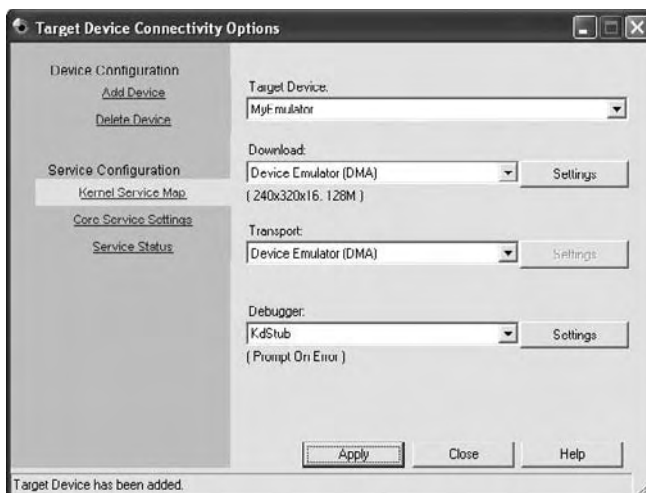 Target Device Connectivity Options
Device Configuration
Add Device
Delete Device
Service Configuration
Kernel Service Map
Core Service Settings
Service Status
Target Device:
MyEmulator
Download:
Device Emulator (DMA)
Settings
( 240x320x16, 128M )
Transport:
Device Emulator (DMA)
Settings
Debugger:
KdStub
Settings
( Prompt On Error )
Apply
Close
Help
Target Device has been added.